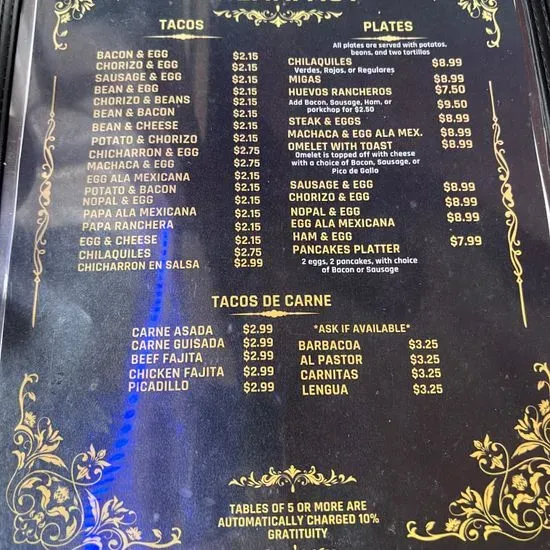 TACOS
BACON & EGG $2.15
CHORIZO & EGG $2.15
SAUSAGE & EGG $2.15
BEAN & EGG $2.15
CHORIZO & BEANS $2.15
BEAN & BACON $2.15
BEAN & CHEESE $2.15
POTATO & CHORIZO $2.15
CHICHARRON & EGG $2.75
MACHACA & EGG $2.75
EGG ALA MEXICANA $2.15
POTATO & BACON $2.15
NOPAL & EGG $2.15
PAPA ALA MEXICANA $2.15
PAPA RANCHERA $2.15
EGG & CHEESE $2.15
CHILAQUILES $2.75
CHICHARRON EN SALSA $2.99
PLATES
All plates are served with potatos,
beans, and two tortillos
CHILAQUILES $8.99
Verdes, Rojos, or Regulares
MIGAS $8.99
HUEVOS RANCHEROS $7.50
Add Bacon, Sausage, Ham, or $9.50
porkchop for $2.50
STEAK & EGGS $8.99
MACHACA & EGG ALA MEX. $8.99
OMELET WITH TOAST $8.99
Omelet is topped off with cheese
with a choice of Bacon, Sausage, or
Pico de Gallo
SAUSAGE & EGG $8.99
CHORIZO & EGG $8.99
NOPAL & EGG $8.99
EGG ALA MEXICANA
HAM & EGG $7.99
PANCAKES PLATTER
2 eggs, 2 pancakes, with choice
of Bacon or Sausage
TACOS DE CARNE
CARNE ASADA $2.99
CARNE GUISADA $2.99
BEEF FAJITA $2.99
CHICKEN FAJITA $2.99
PICADILLO $2.99
*ASK IF AVAILABLE*
BARBACOA $3.25
AL PASTOR $3.25
CARNITAS $3.25
LENGUA $3.25
TABLES OF 5 OR MORE ARE
AUTOMATICALLY CHARGED 10%
GRATITUITY